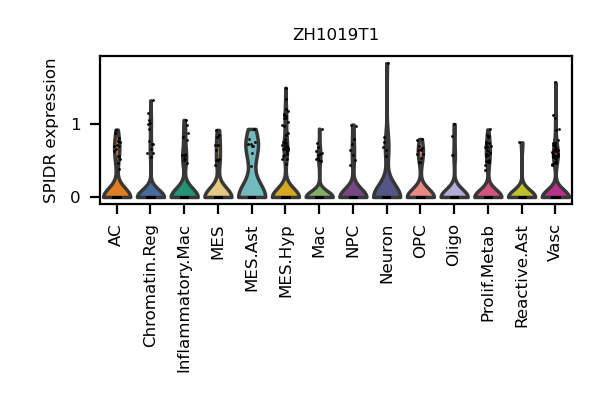 ZH1019T1
SPIDR expression
1
0
AC
Chromatin.Reg
Inflammatory.Mac
MES
MES.Ast
MES.Hyp
Mac
NPC
Neuron
OPC
Oligo
Prolif.Metab
Reactive.Ast
Vasc